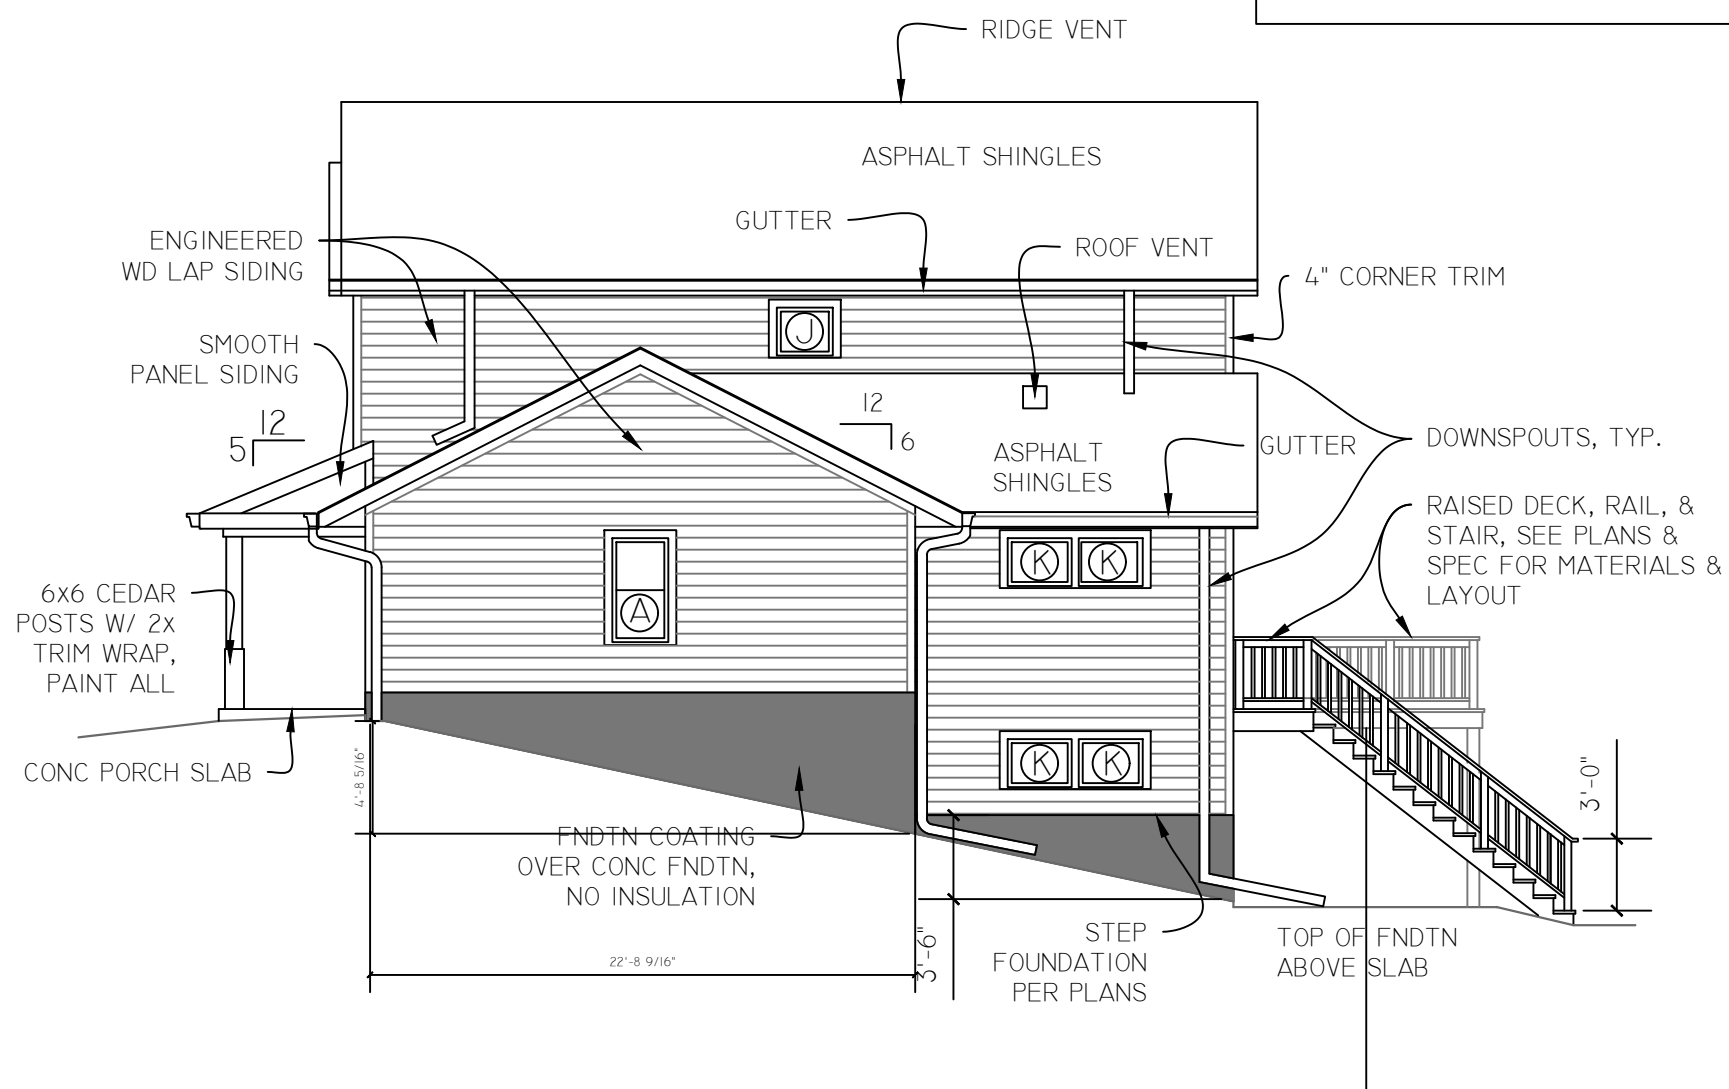 RIDGE VENT
ASPHALT SHINGLES
GUTTER
ROOF VENT
ENGINEERED
WD LAP SIDING
4" CORNER TRIM
J
SMOOTH
PANEL SIDING
12
5
12
6
ASPHALT
SHINGLES
GUTTER
DOWNSPOUTS, TYP.
RAISED DECK, RAIL, &
STAIR, SEE PLANS &
SPEC FOR MATERIALS &
LAYOUT
K
K
A
6x6 CEDAR
POSTS W/ 2x
TRIM WRAP,
PAINT ALL
CONC PORCH SLAB
4'-8 5/16"
K
K
3'-0"
FNDTN COATING
OVER CONC FNDTN,
NO INSULATION
22'-8 9/16"
3'-6"
STEP
FOUNDATION
PER PLANS
TOP OF FNDTN
ABOVE SLAB